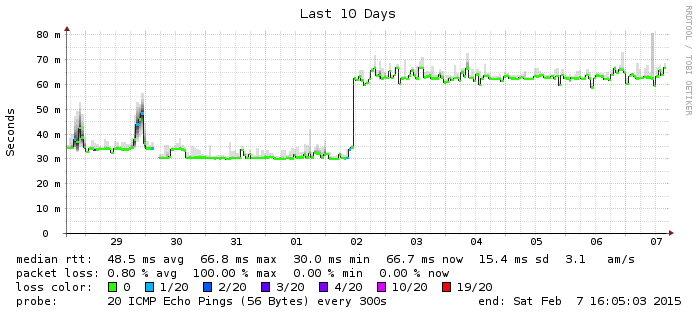 Last 10 Days
RRDTOOL / TOBI OETIKER
Seconds
80 m
70 m
60 m
50 m
40 m
30 m
20 m
10 m
0
29 30 31 01 02 03 04 05 06 07
median rtt: 48.5 ms avg 66.8 ms max 30.0 ms min 66.7 ms now 15.4 ms sd 3.1 am/s
packet loss: 0.80 % avg 100.00 % max 0.00 % min 0.00 % now
loss color: 0 1/20 2/20 3/20 4/20 10/20 19/20
probe: 20 ICMP Echo Pings (56 Bytes) every 300s end: Sat Feb 7 16:05:03 2015